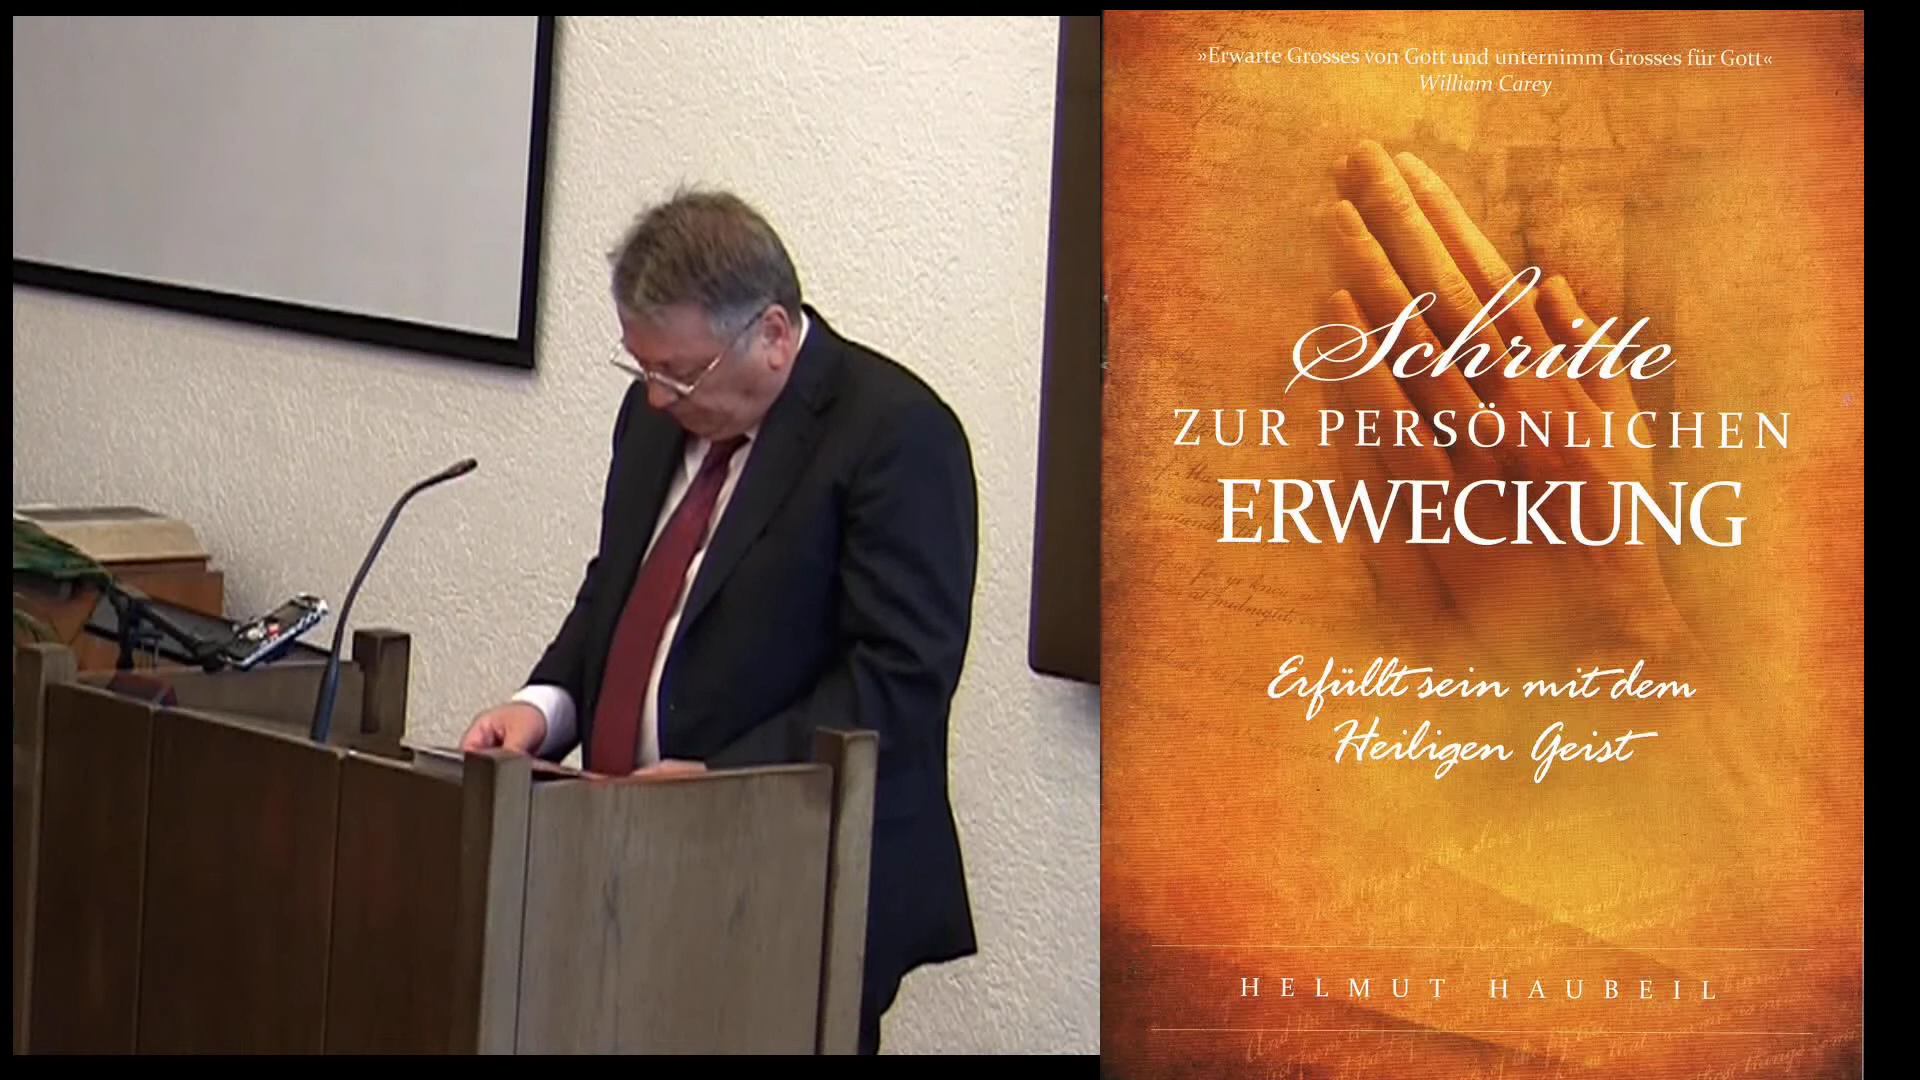 »Erwarte Grosses von Gott und unternimm Grosses für Gott«
William Carey
Schritte
ZUR PERSÖNLICHEN
ERWECKUNG
Erfüllt sein mit dem
Heiligen Geist
HELMUT HAUBEIL